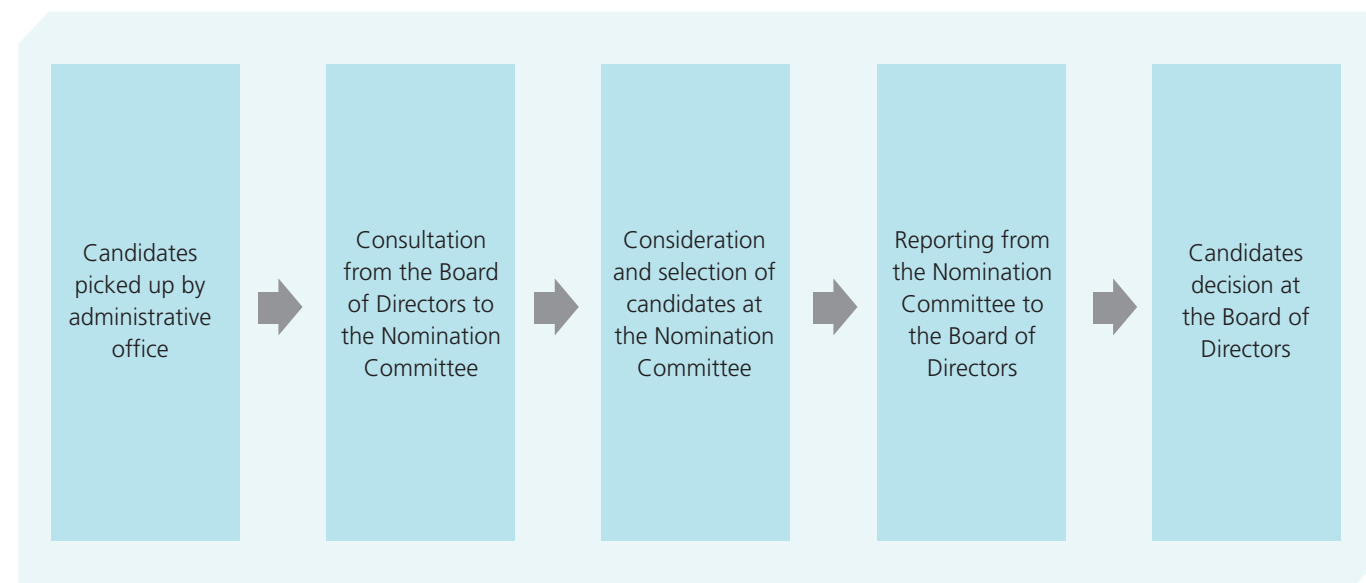 Candidates
picked up by
administrative
office
Consultation
from the Board
of Directors to
the Nomination
Committee
Consideration
and selection of
candidates at
the Nomination
Committee
Reporting from
the Nomination
Committee to
the Board of
Directors
Candidates
decision at
the Board of
Directors